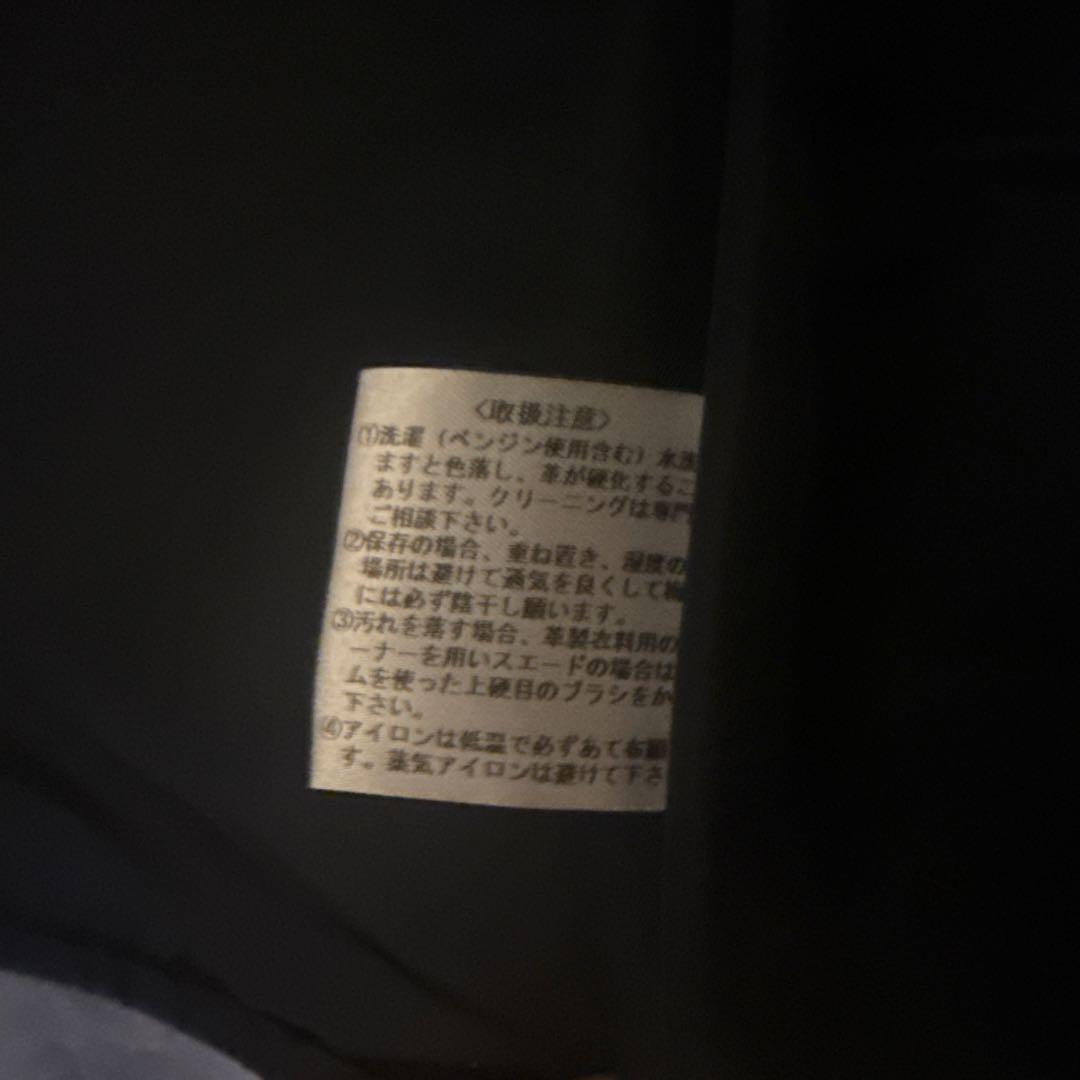 〈取扱注意〉
①洗濯（ベンジン使用含む）水洗
ますと色落し、革が硬化するこ
あります。クリーニングは専門
ご相談下さい。
②保存の場合、重ね置き、湿度の
場所は避けて通気を良くして
には必ず陰干し願います。
③汚れを落す場合、革製衣料用の
ーナーを用いスエードの場合は
ムを使った上硬目のブラシをか
下さい。
④アイロンは低温で必ずあて布願
す。蒸気アイロンは避けて下さ